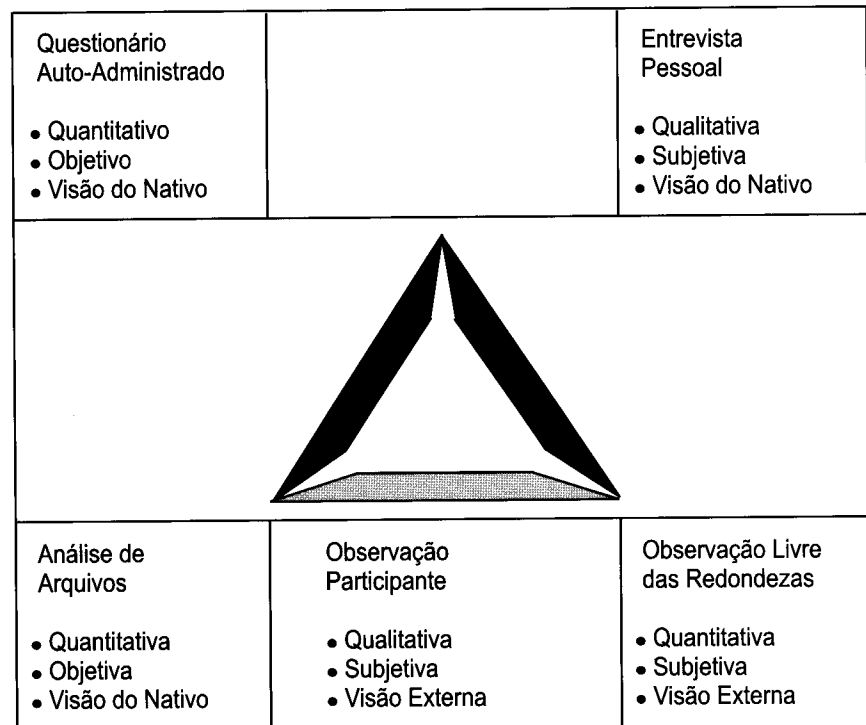 Questionário
Auto-Administrado
• Quantitativo
• Objetivo
• Visão do Nativo
Entrevista
Pessoal
• Qualitativa
• Subjetiva
• Visão do Nativo
Análise de
Arquivos
• Quantitativa
• Objetiva
• Visão do Nativo
Observação
Participante
• Qualitativa
• Subjetiva
• Visão Externa
Observação Livre
das Redondezas
• Quantitativa
• Subjetiva
• Visão Externa